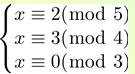 x ≡ 2(mod 5)
x ≡ 3(mod 4)
x ≡ 0(mod 3)